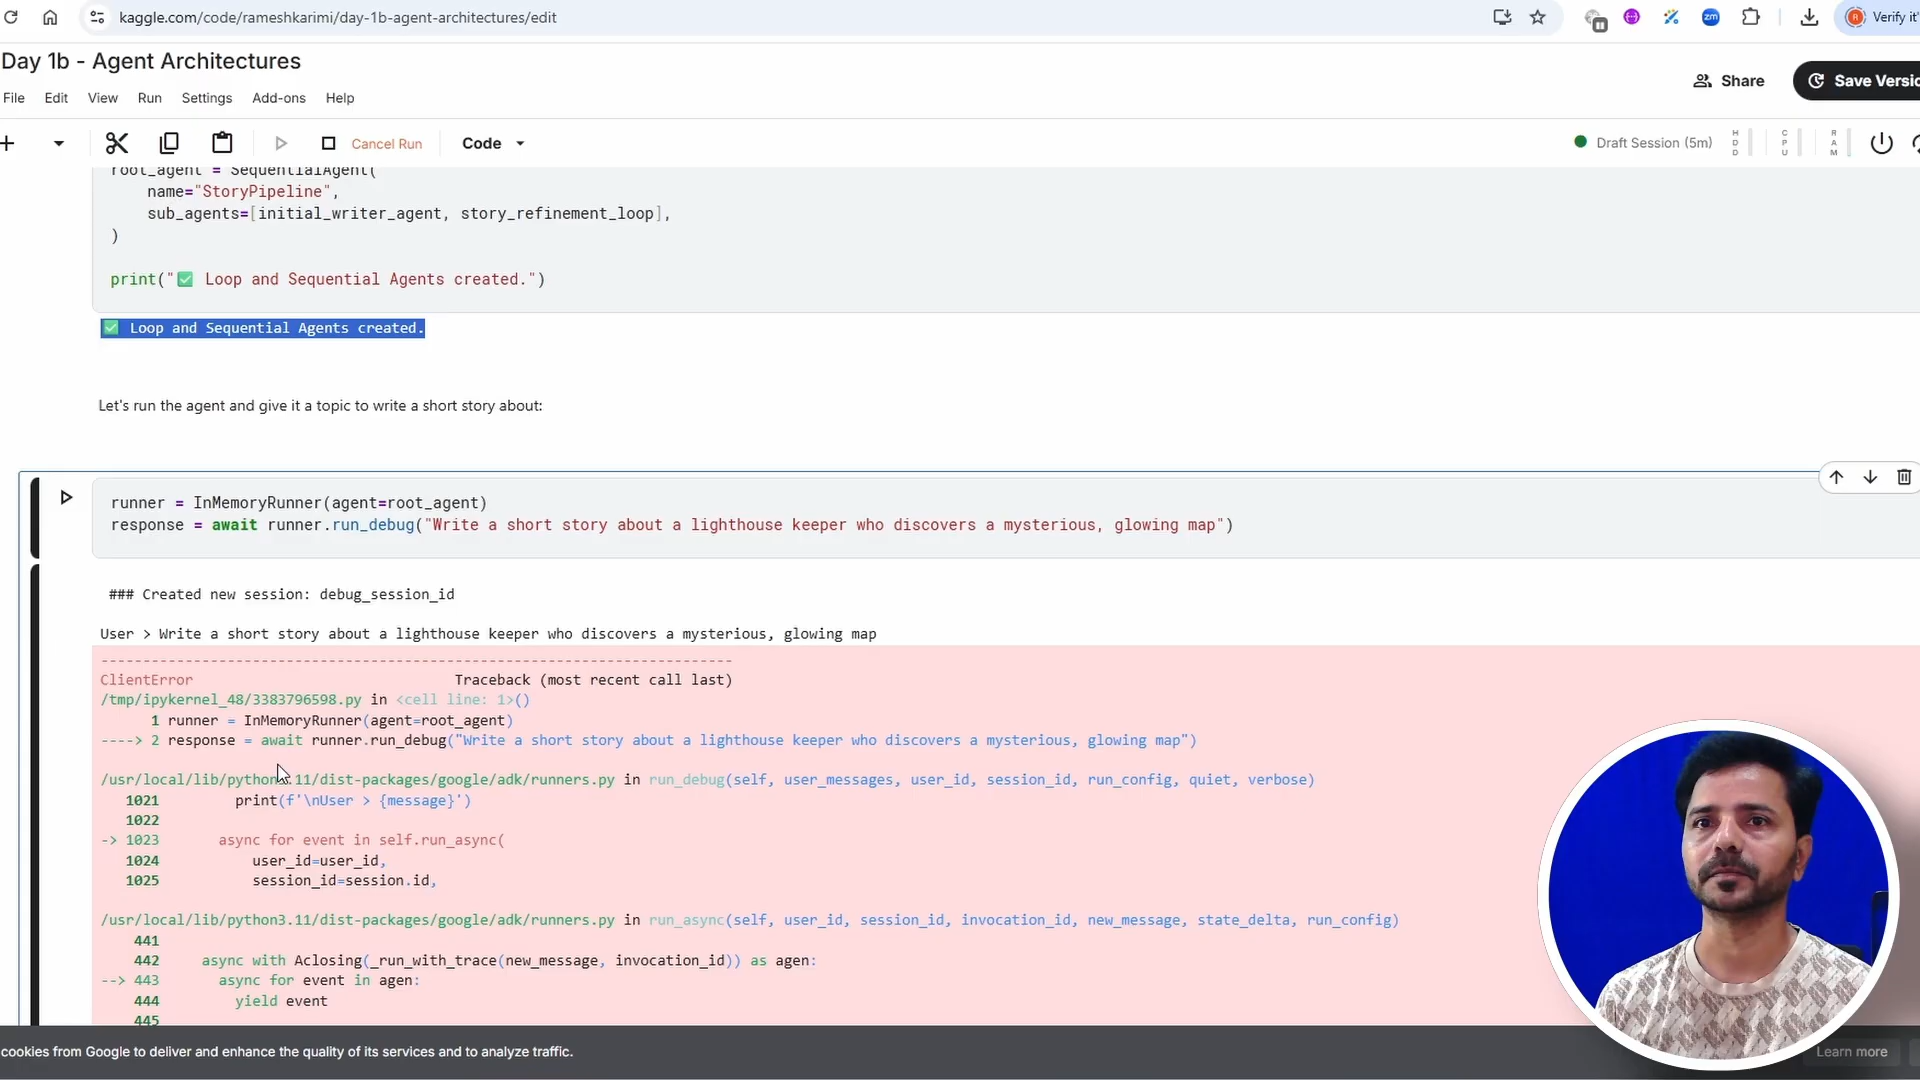 kaggle.com/code/rameshkarimi/day-1b-agent-architectures/edit
zm
R
Verify it'
Day 1b - Agent Architectures
Share
Save Versio
File Edit View Run Settings Add-ons Help
Cancel Run
Code
Draft Session (5m)
HDD
CPU
RAM
root_agent = SequentialAgent(
    name="StoryPipeline",
    sub_agents=[initial_writer_agent, story_refinement_loop],
)
print("✅ Loop and Sequential Agents created.")
✅ Loop and Sequential Agents created.
Let's run the agent and give it a topic to write a short story about:
runner = InMemoryRunner(agent=root_agent)
response = await runner.run_debug("Write a short story about a lighthouse keeper who discovers a mysterious, glowing map")
### Created new session: debug_session_id
User > Write a short story about a lighthouse keeper who discovers a mysterious, glowing map
---------------------------------------------------------------------------
ClientError                               Traceback (most recent call last)
/tmp/ipykernel_48/3383796598.py in <cell line: 1>()
      1 runner = InMemoryRunner(agent=root_agent)
----> 2 response = await runner.run_debug("Write a short story about a lighthouse keeper who discovers a mysterious, glowing map")
/usr/local/lib/python3.11/dist-packages/google/adk/runners.py in run_debug(self, user_messages, user_id, session_id, run_config, quiet, verbose)
   1021         print(f'\nUser > {message}')
   1022
-> 1023       async for event in self.run_async(
   1024           user_id=user_id,
   1025           session_id=session.id,
/usr/local/lib/python3.11/dist-packages/google/adk/runners.py in run_async(self, user_id, session_id, invocation_id, new_message, state_delta, run_config)
    441
    442     async with Aclosing(_run_with_trace(new_message, invocation_id)) as agen:
--> 443       async for event in agen:
    444         yield event
    445
cookies from Google to deliver and enhance the quality of its services and to analyze traffic.
Learn more